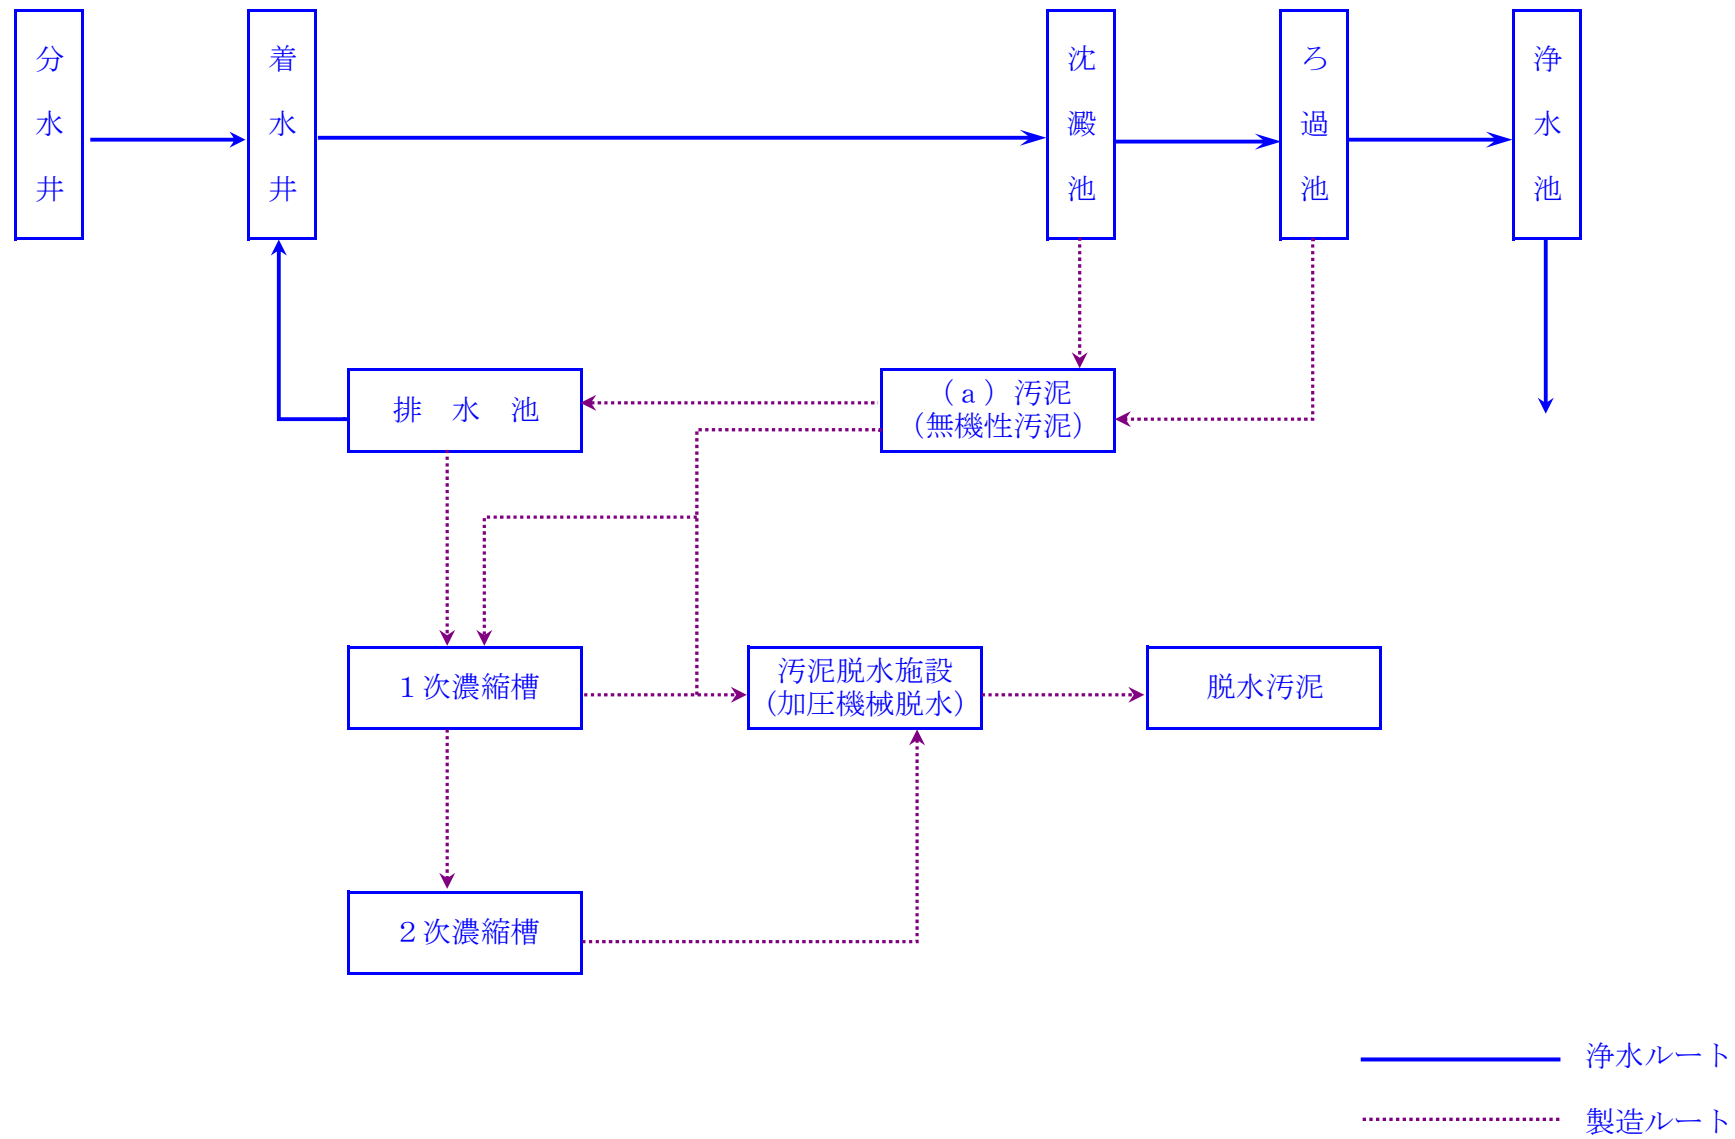 分水井
着水井
沈澱池
ろ過池
浄水池
排　水　池
（ａ）汚泥
（無機性汚泥）
１次濃縮槽
汚泥脱水施設
（加圧機械脱水）
脱水汚泥
２次濃縮槽
浄水ルート
製造ルート